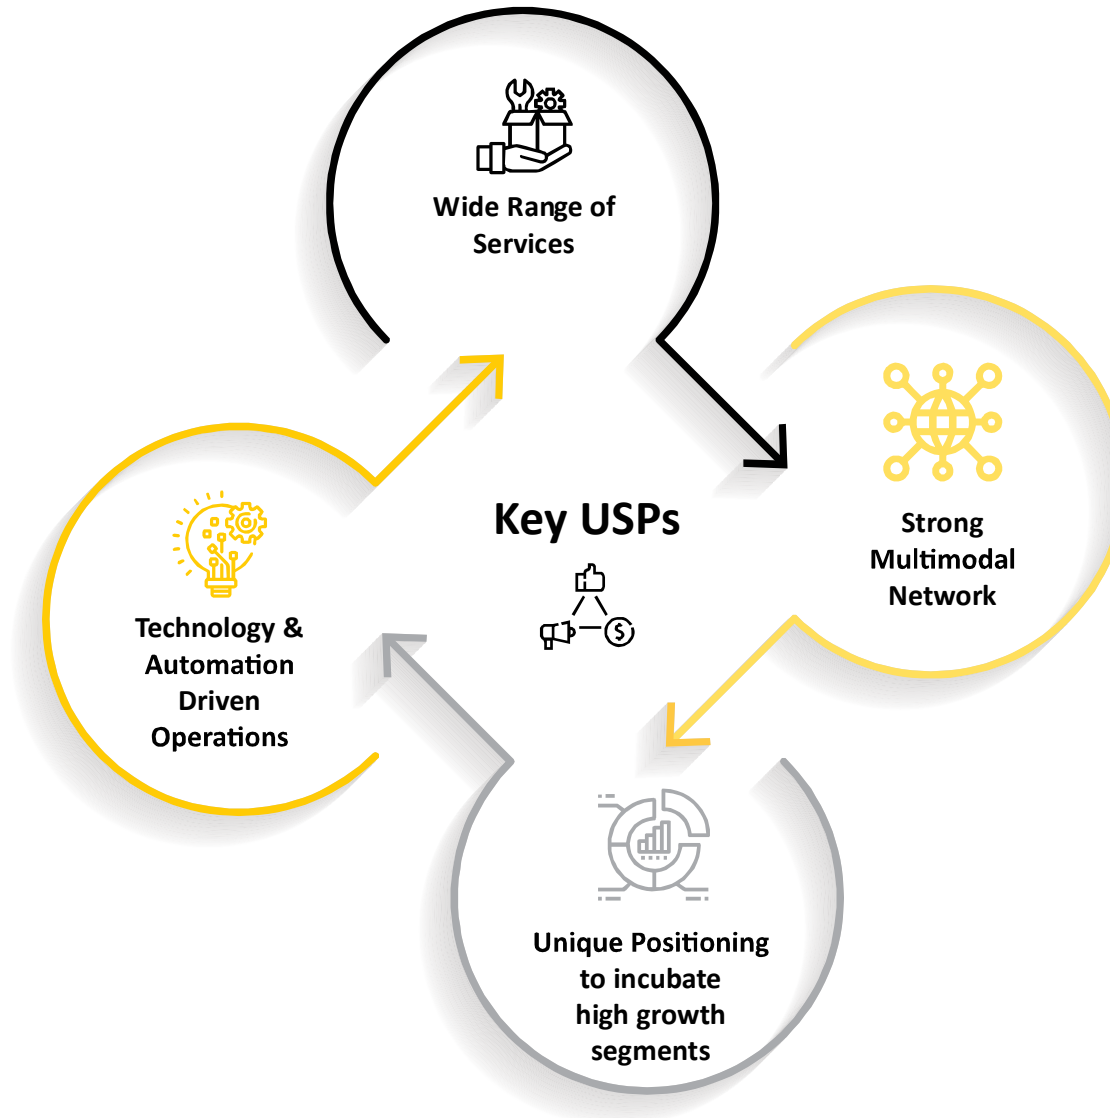 Wide Range of
Services
Strong
Multimodal
Network
Key USPs
$
Technology &
Automation
Driven
Operations
Unique Positioning
to incubate
high growth
segments